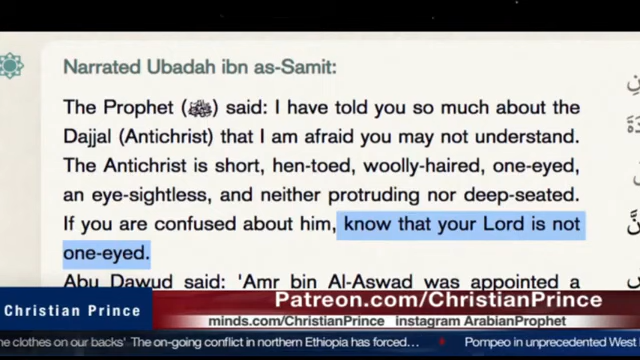 Narrated Ubadah ibn as-Samit:
The Prophet (ﷺ) said: I have told you so much about the
Dajjal (Antichrist) that I am afraid you may not understand.
The Antichrist is short, hen-toed, woolly-haired, one-eyed,
an eye-sightless, and neither protruding nor deep-seated.
If you are confused about him, know that your Lord is not
one-eyed.
Abu Dawud said: 'Amr bin Al-Aswad was appointed a
Christian Prince
Patreon.com/ChristianPrince
minds.com/ChristianPrince instagram ArabianProphet
e clothes on our backs' The on-going conflict in northern Ethiopia has forced... Pompeo in unprecedented West